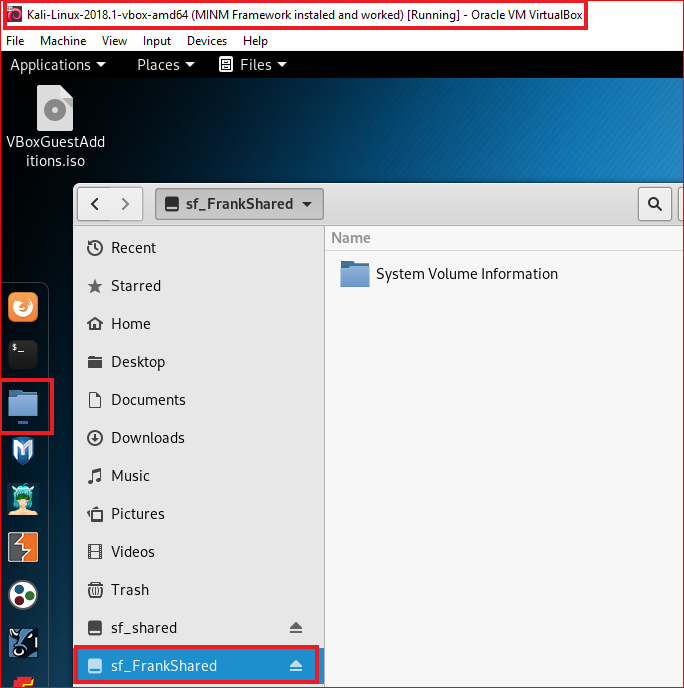 Kali-Linux-2018.1-vbox-amd64 (MINM Framework instaled and worked) [Running] - Oracle VM VirtualBox
File Machine View Input Devices Help
Applications Places Files
VBoxGuestAdd
itions.iso
sf_FrankShared
Name
Recent
System Volume Information
Starred
Home
$_
Desktop
Documents
Downloads
Music
Pictures
Videos
Trash
sf_shared
sf_FrankShared